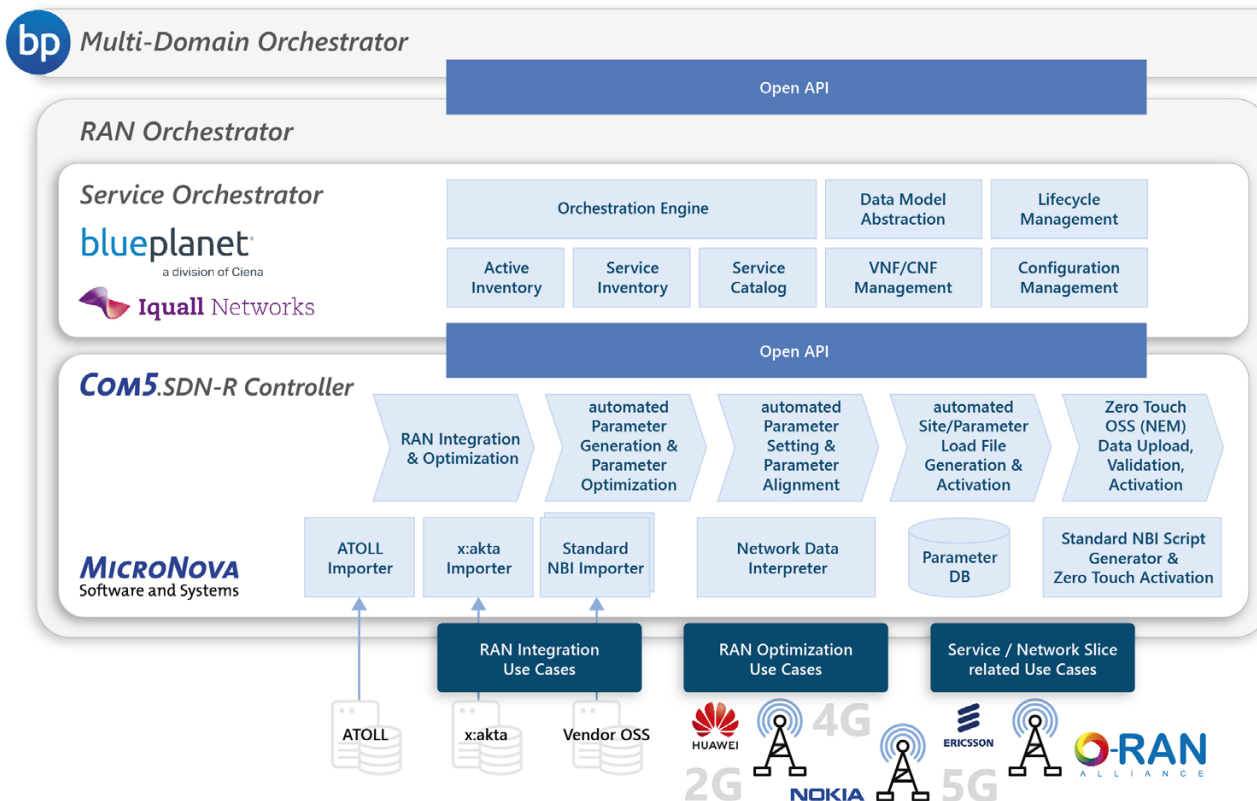 bp
Multi-Domain Orchestrator
Open API
RAN Orchestrator
Service Orchestrator
blueplanet
a division of Ciena
Iquall Networks
Orchestration Engine
Data Model
Abstraction
Lifecycle
Management
Active
Inventory
Service
Inventory
Service
Catalog
VNF/CNF
Management
Configuration
Management
Open API
COM5.SDN-R Controller
RAN Integration
& Optimization
automated
Parameter
Generation &
Parameter
Optimization
automated
Parameter
Setting &
Parameter
Alignment
automated
Site/Parameter
Load File
Generation &
Activation
Zero Touch
OSS (NEM)
Data Upload,
Validation,
Activation
MICRONOVA
Software and Systems
ATOLL
Importer
x:akta
Importer
Standard
NBI Importer
Network Data
Interpreter
Parameter
DB
Standard NBI Script
Generator &
Zero Touch Activation
RAN Integration
Use Cases
RAN Optimization
Use Cases
Service / Network Slice
related Use Cases
ATOLL
x:akta
Vendor OSS
HUAWEI
4G
2G
NOKIA
ERICSSON
5G
O-RAN
ALLIANCE